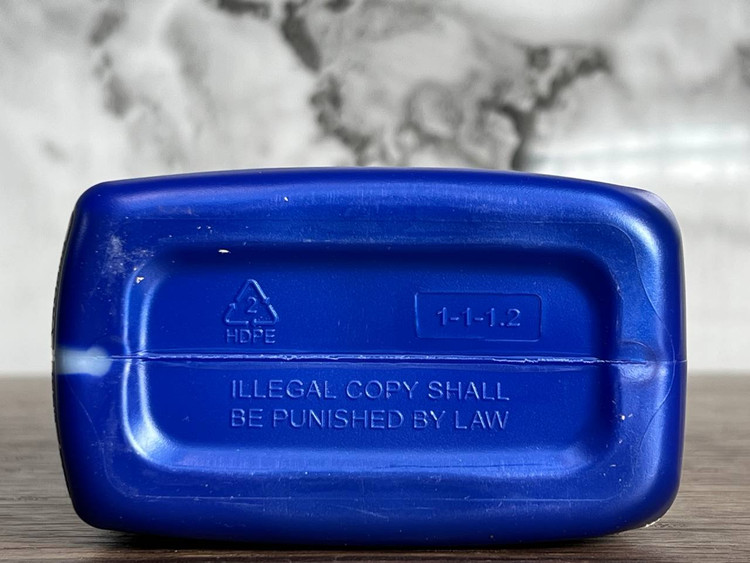 2
HDPE
1-1-1.2
ILLEGAL COPY SHALL
BE PUNISHED BY LAW